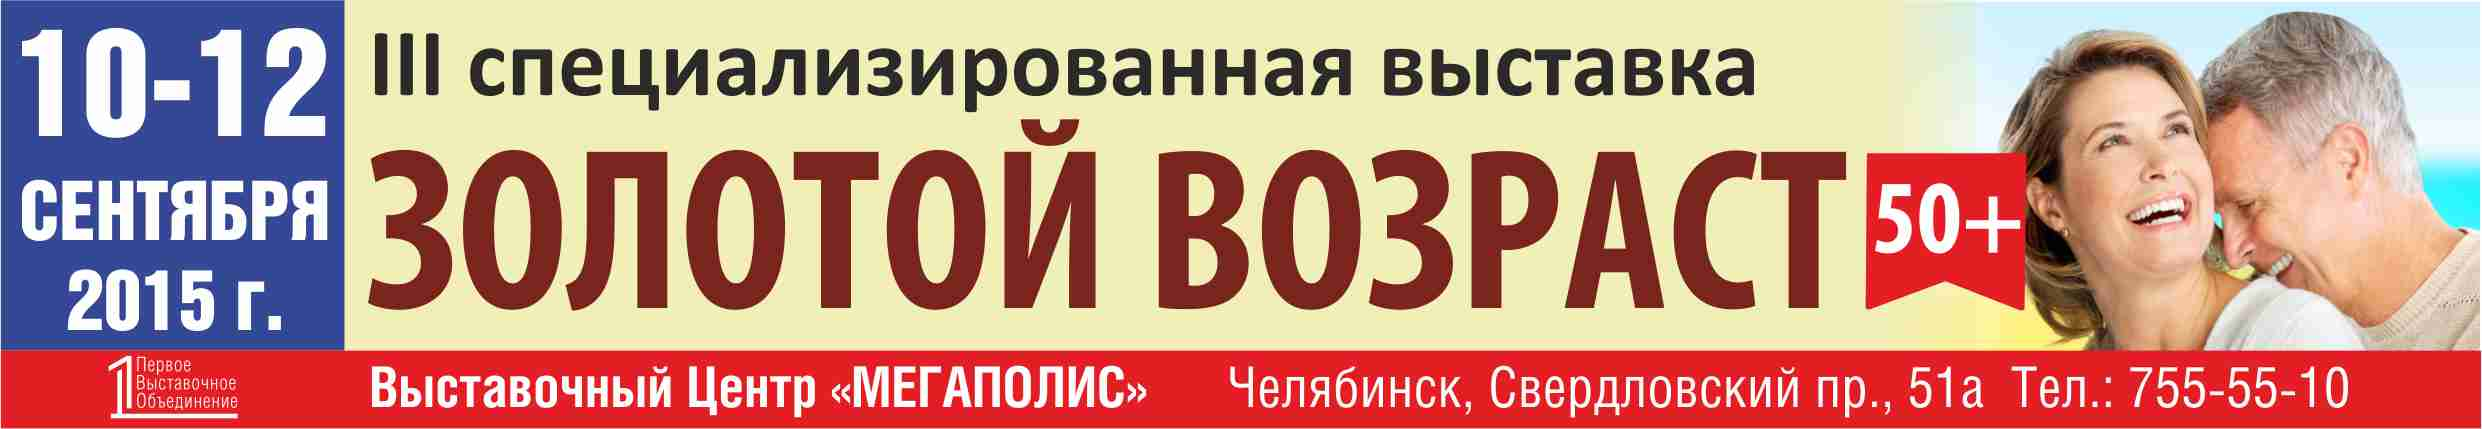 10-12
СЕНТЯБРЯ
2015 г.
III специализированная выставка
ЗОЛОТОЙ ВОЗРАСТ
50+
1 Первое
Выставочное
Объединение
Выставочный Центр «МЕГАПОЛИС»
Челябинск, Свердловский пр., 51а Тел.: 755-55-10